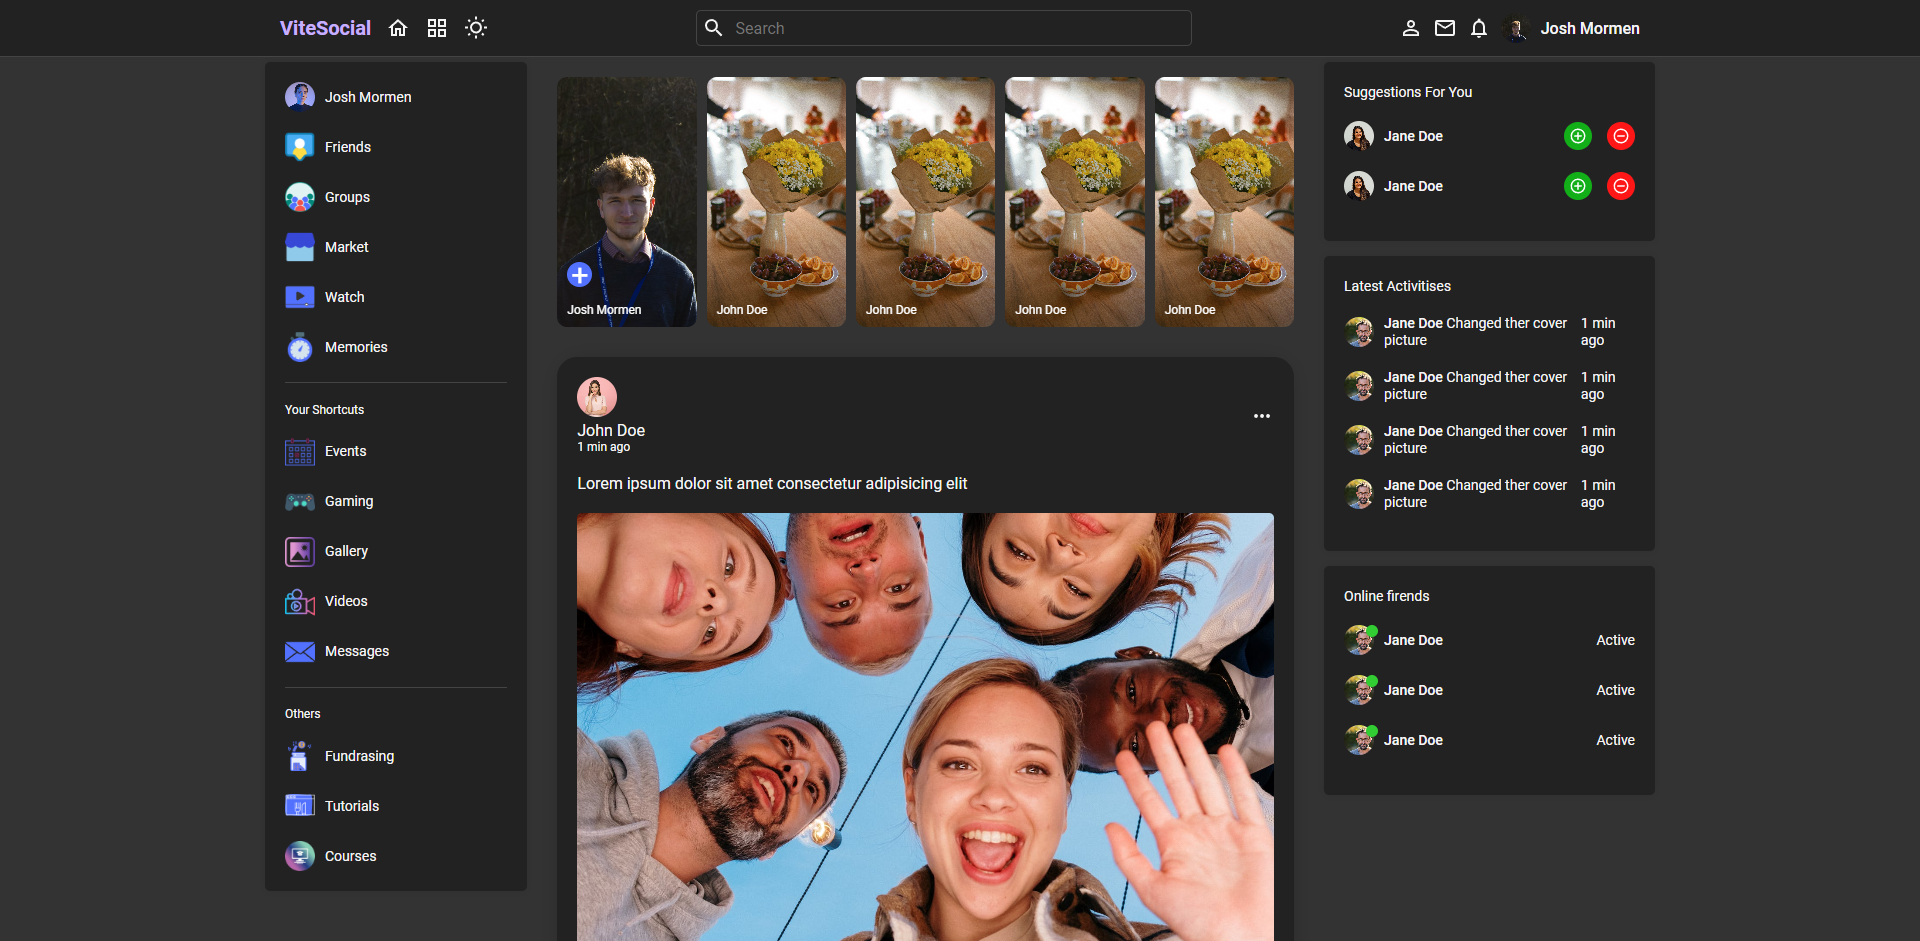 ViteSocial
Search
Josh Mormen
Josh Mormen
Friends
Groups
Market
Watch
Memories
Your Shortcuts
Events
Gaming
Gallery
Videos
Messages
Others
Fundrasing
Tutorials
Courses
Josh Mormen
John Doe
John Doe
John Doe
John Doe
John Doe
1 min ago
Lorem ipsum dolor sit amet consectetur adipisicing elit
Suggestions For You
Jane Doe
Jane Doe
Latest Activitises
Jane Doe Changed ther cover 1 min
picture ago
Jane Doe Changed ther cover 1 min
picture ago
Jane Doe Changed ther cover 1 min
picture ago
Jane Doe Changed ther cover 1 min
picture ago
Online firends
Jane Doe Active
Jane Doe Active
Jane Doe Active